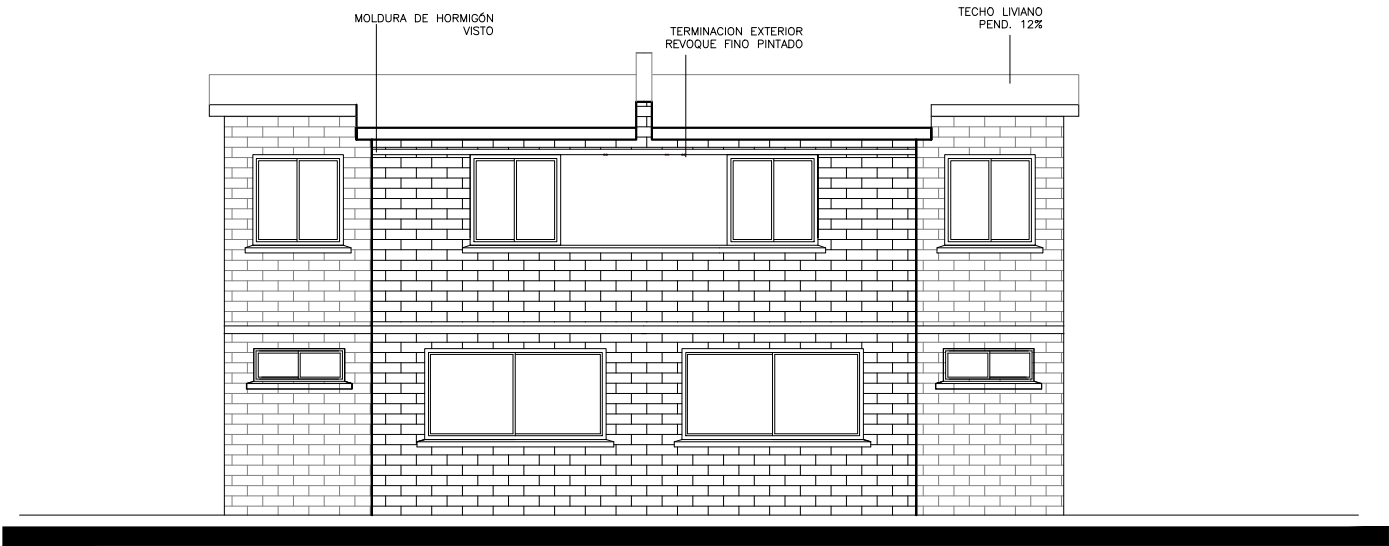 MOLDURA DE HORMIGÓN
VISTO
TERMINACION EXTERIOR
REVOQUE FINO PINTADO
TECHO LIVIANO
PEND. 12%